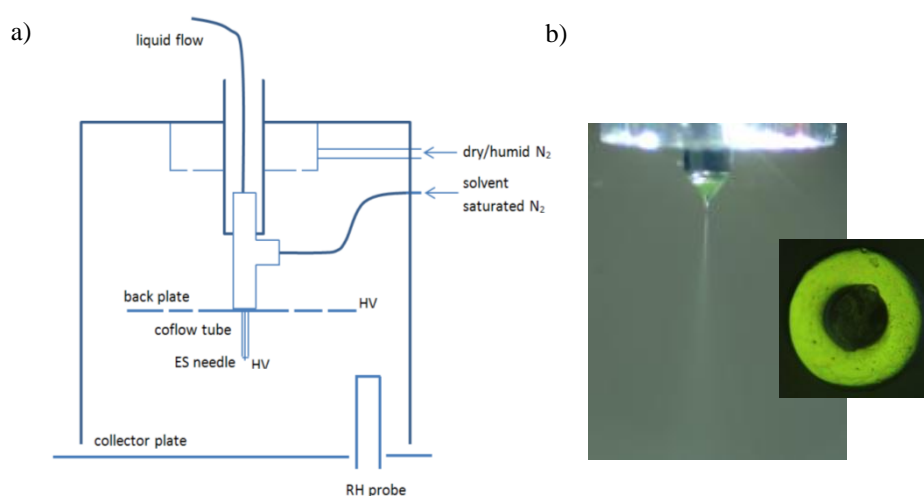 a)
liquid flow
b)
dry/humid N₂
solvent
saturated N₂
back plate
HV
coflow tube
ES needle
HV
collector plate
RH probe